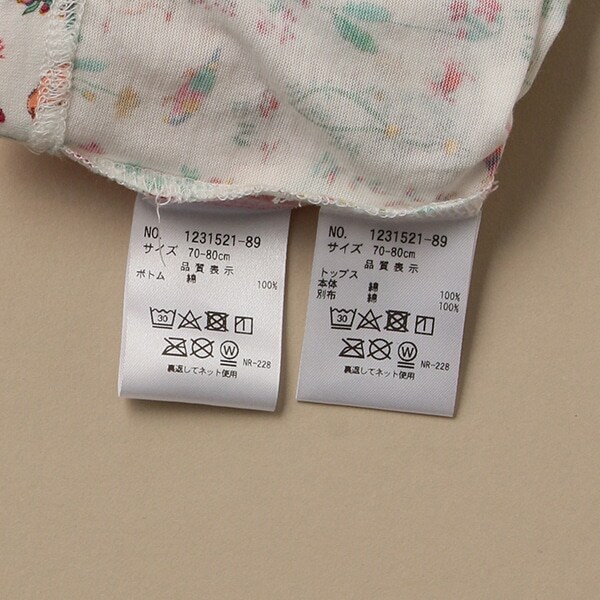 NO. 1231521-89
サイズ 70-80cm
品質表示
ボトム 綿 100%
30
W
NR-228
裏返してネット使用
NO. 1231521-89
サイズ 70-80cm
品質表示
トップス
本体 綿 100%
別布 綿 100%
30
W
NR-228
裏返してネット使用